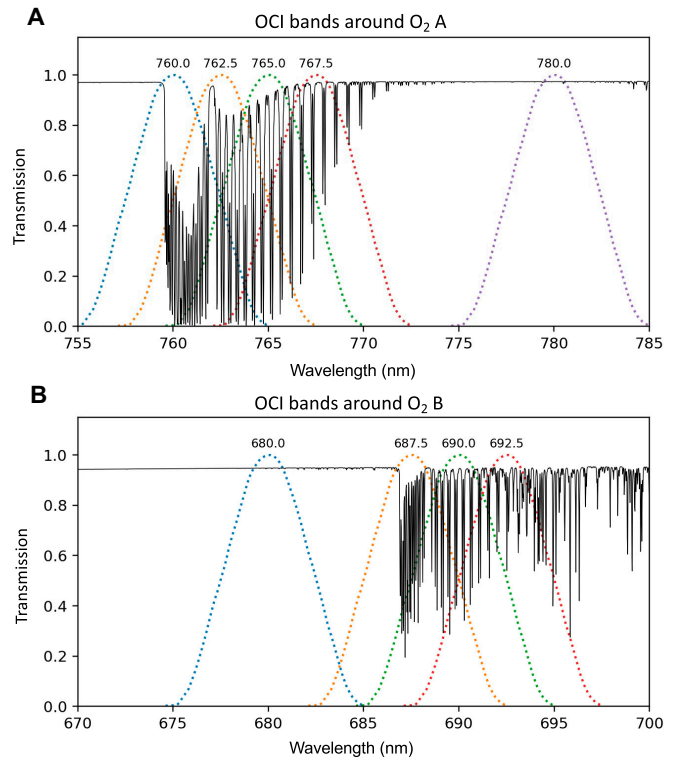 A
OCI bands around O₂ A
760.0 762.5 765.0 767.5 780.0
1.0
0.8
0.6
0.4
0.2
0.0
Transmission
755 760 765 770 775 780 785
Wavelength (nm)
B
OCI bands around O₂ B
680.0 687.5 690.0 692.5
1.0
0.8
0.6
0.4
0.2
0.0
Transmission
670 675 680 685 690 695 700
Wavelength (nm)